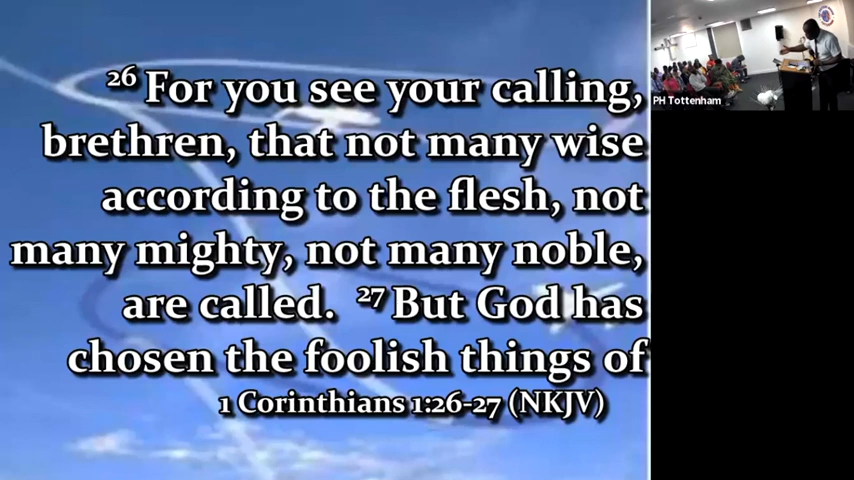 26 For you see your calling,
brethren, that not many wise
according to the flesh, not
many mighty, not many noble,
are called. 27 But God has
chosen the foolish things of
1 Corinthians 1:26-27 (NKJV)
PH Tottenham